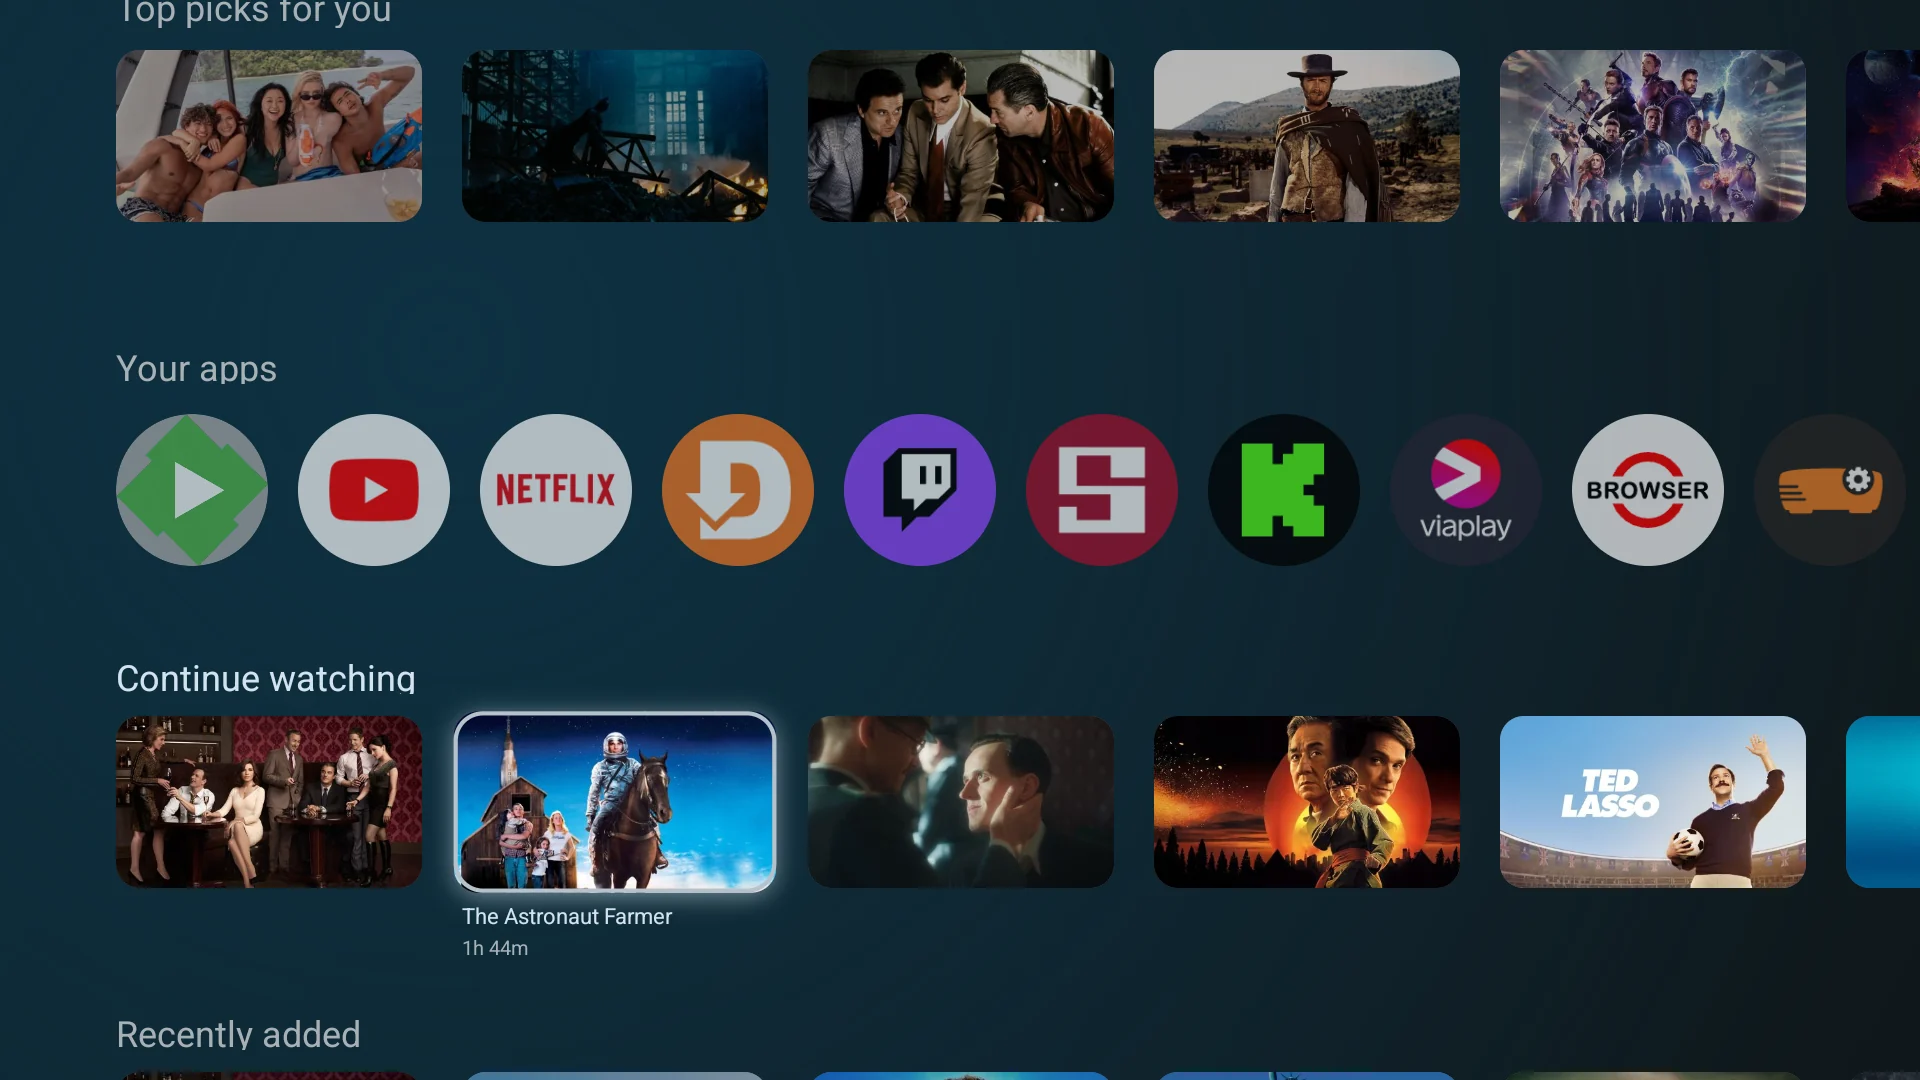 Top picks for you
Your apps
NETFLIX
D
S
K
viaplay
BROWSER
Continue watching
TED
LASSO
The Astronaut Farmer
1h 44m
Recently added